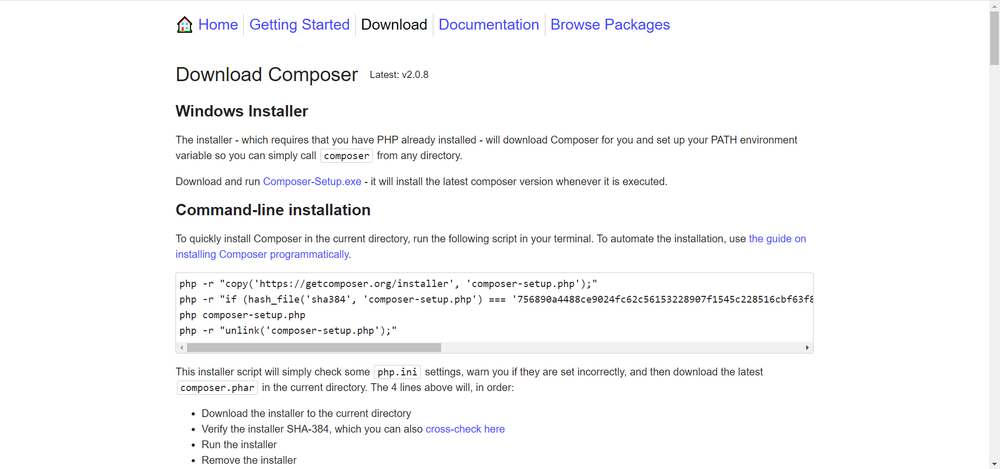 Home Getting Started Download Documentation Browse Packages
Download Composer Latest: v2.0.8
Windows Installer
The installer - which requires that you have PHP already installed - will download Composer for you and set up your PATH environment
variable so you can simply call composer from any directory.
Download and run Composer-Setup.exe - it will install the latest composer version whenever it is executed.
Command-line installation
To quickly install Composer in the current directory, run the following script in your terminal. To automate the installation, use the guide on
installing Composer programmatically.
php -r "copy('https://getcomposer.org/installer', 'composer-setup.php');"
php -r "if (hash_file('sha384', 'composer-setup.php') === '756890a4488ce9024fc62c56153228907f1545c228516cbf63f8
php composer-setup.php
php -r "unlink('composer-setup.php');"
This installer script will simply check some php.ini settings, warn you if they are set incorrectly, and then download the latest
composer.phar in the current directory. The 4 lines above will, in order:
• Download the installer to the current directory
• Verify the installer SHA-384, which you can also cross-check here
• Run the installer
• Remove the installer